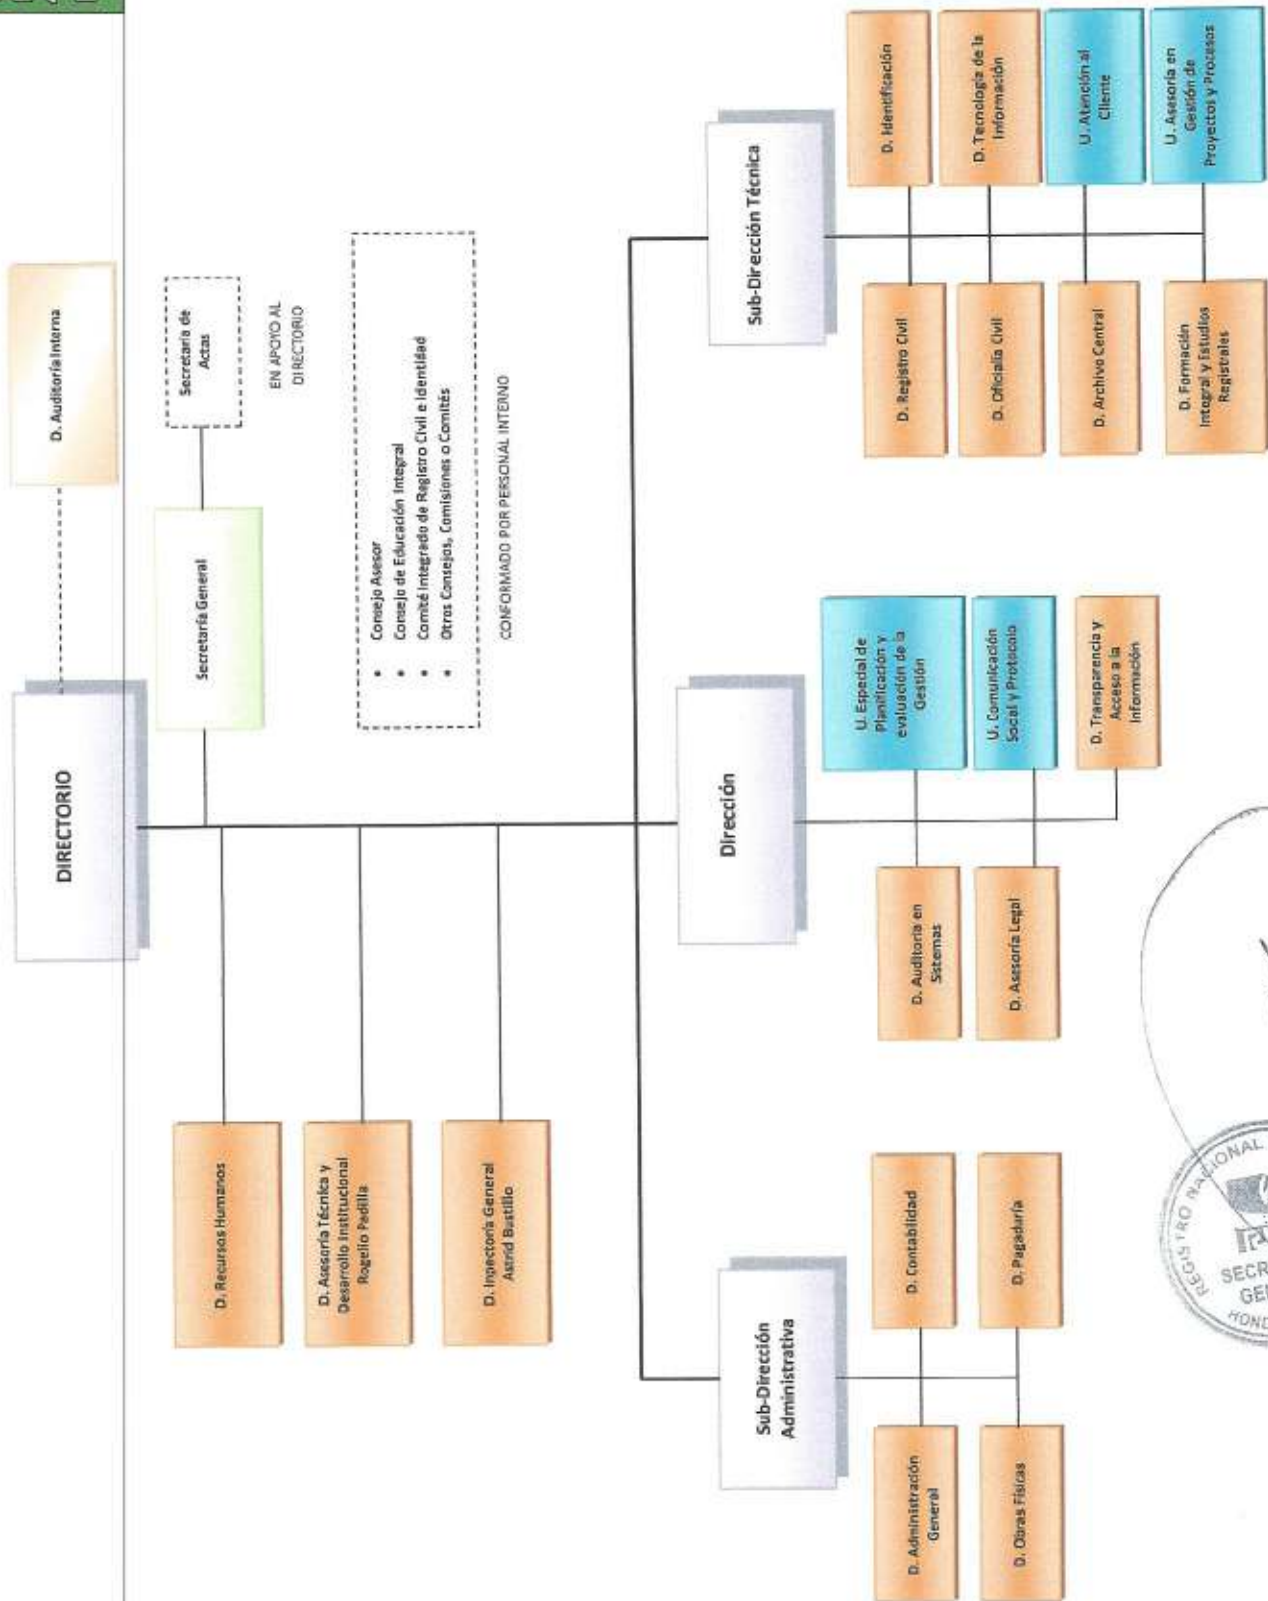 DIRECTORIO
D. Auditoría Interna
Secretaría General
Secretaria de
Actas
EN APOYO AL
DIRECTORIO
D. Recursos Humanos
D. Asesoría Técnica y
Desarrollo Institucional
Rogelio Padilla
D. Inpectoría General
Astrid Bustillo
• Consejo Asesor
• Consejo de Educación Integral
• Comité Integrado de Registro Civil e Identidad
• Otros Consejos, Comisiones o Comités
CONFORMADO POR PERSONAL INTERNO
Sub-Dirección
Administrativa
D. Administración
General
D. Contabilidad
D. Obras Físicas
D. Pagaduría
Dirección
D. Auditoria en
Sistemas
U. Especial de
Planificación y
evaluación de la
Gestión
D. Asesoría Legal
U. Comunicación
Social y Protocolo
D. Transparencia y
Acceso a la
Información
Sub-Dirección Técnica
D. Registro Civil
D. Identificación
D. Oficialía Civil
D. Tecnología de la
Información
D. Archivo Central
U. Atención al
Cliente
D. Formación
Integral y Estudios
Registrales
U. Asesoría en
Gestión de
Proyectos y Procesos
REGISTRO NACIONAL